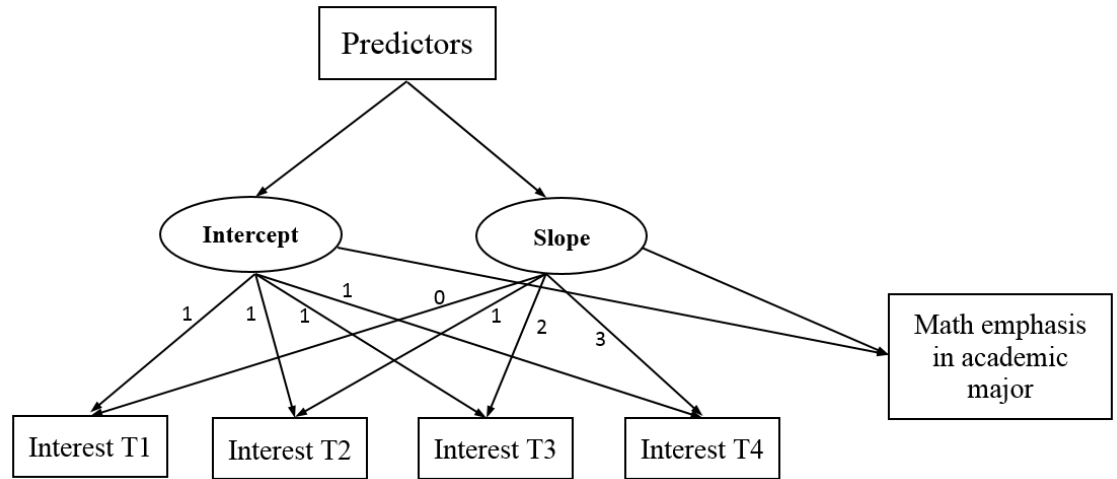 Predictors
Intercept
Slope
1
1
1
1
0
1
2
3
Math emphasis
in academic
major
Interest T1
Interest T2
Interest T3
Interest T4